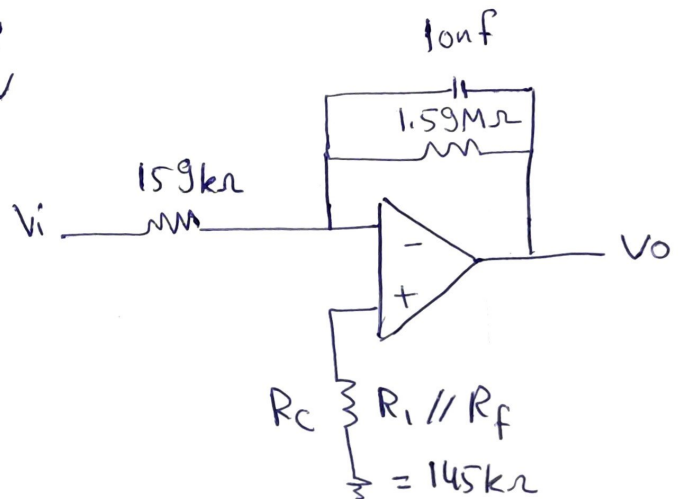 10nf
1.59MΩ
159kΩ
Vi
−
+
Vo
Rc R1 // Rf
= 145kΩ